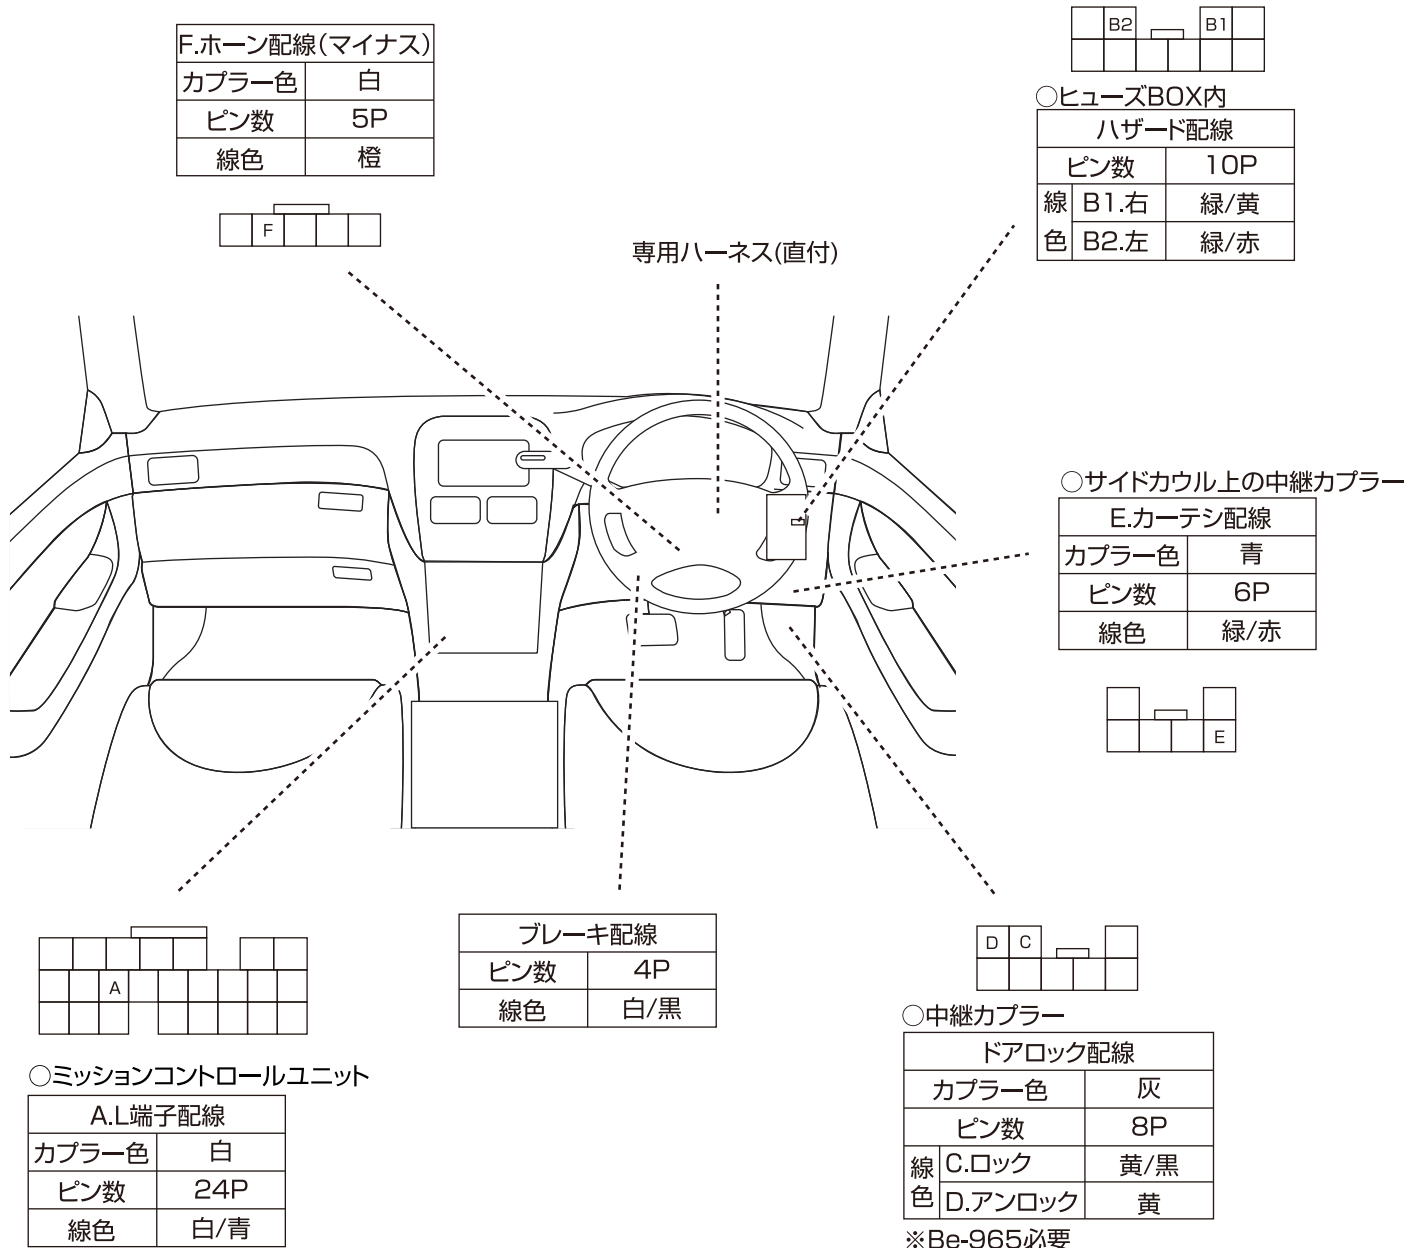 F.ホーン配線(マイナス)
カプラー色 白
ピン数 5P
線色 橙
F
B2 B1
○ヒューズBOX内
ハザード配線
ピン数 10P
線色 B1.右 緑/黄
B2.左 緑/赤
専用ハーネス(直付)
○サイドカウル上の中継カプラー
E.カーテシ配線
カプラー色 青
ピン数 6P
線色 緑/赤
E
A
○ミッションコントロールユニット
A.L端子配線
カプラー色 白
ピン数 24P
線色 白/青
ブレーキ配線
ピン数 4P
線色 白/黒
D C
○中継カプラー
ドアロック配線
カプラー色 灰
ピン数 8P
線色 C.ロック 黄/黒
D.アンロック 黄
※Be-965必要